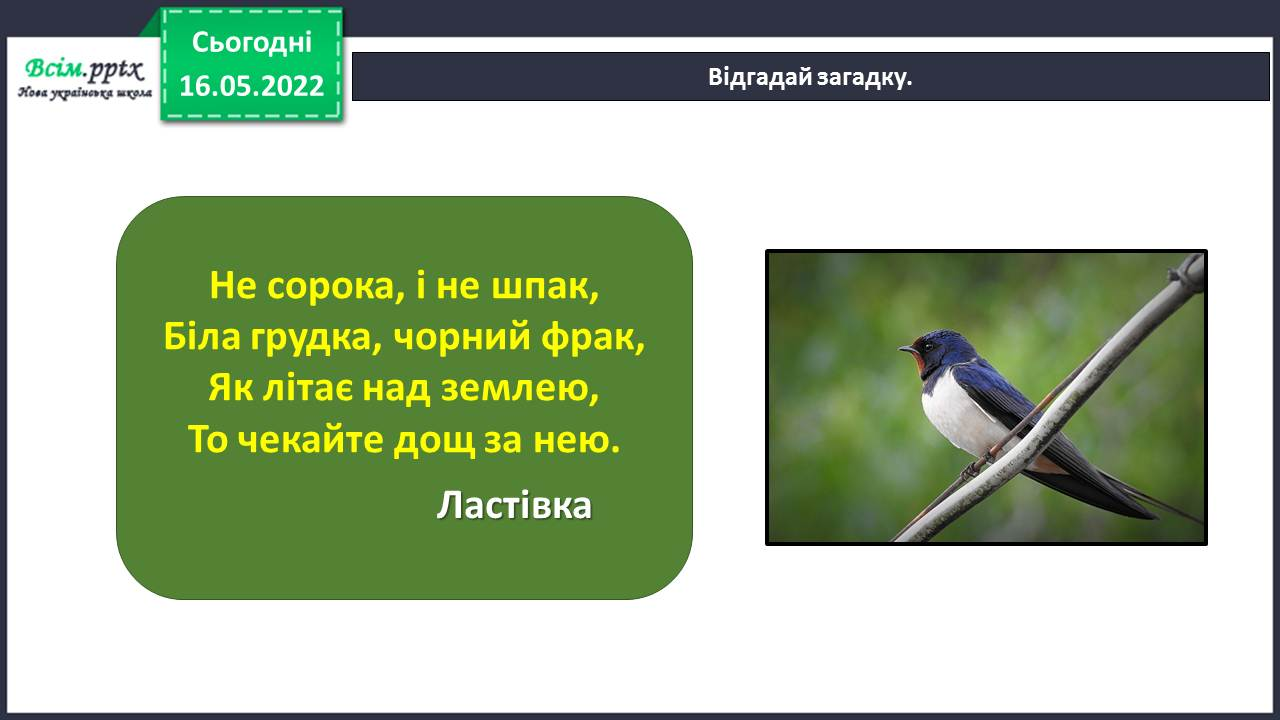 Сьогодні
16.05.2022
Всім.pptx
Нова українська школа
Відгадай загадку.
Не сорока, і не шпак,
Біла грудка, чорний фрак,
Як літає над землею,
То чекайте дощ за нею.
Ластівка